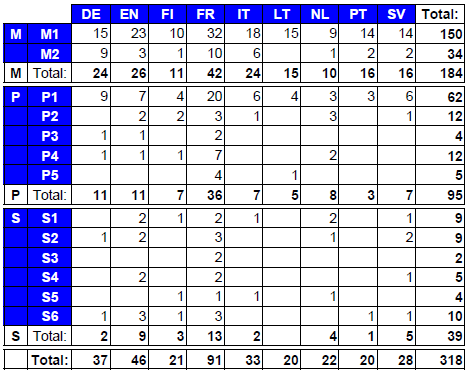 DE EN FI FR IT LT NL PT SV Total:
M M1 15 23 10 32 18 15 9 14 14 150
M2 9 3 1 10 6 1 2 2 34
M Total: 24 26 11 42 24 15 10 16 16 184
P P1 9 7 4 20 6 4 3 3 6 62
P2 2 2 3 1 3 1 12
P3 1 1 2 4
P4 1 1 1 7 2 12
P5 4 1 5
P Total: 11 11 7 36 7 5 8 3 7 95
S S1 2 1 2 1 2 1 9
S2 1 2 3 1 2 9
S3 2 2
S4 2 2 1 5
S5 1 1 1 1 4
S6 1 3 1 3 1 1 10
S Total: 2 9 3 13 2 4 1 5 39
Total: 37 46 21 91 33 20 22 20 28 318